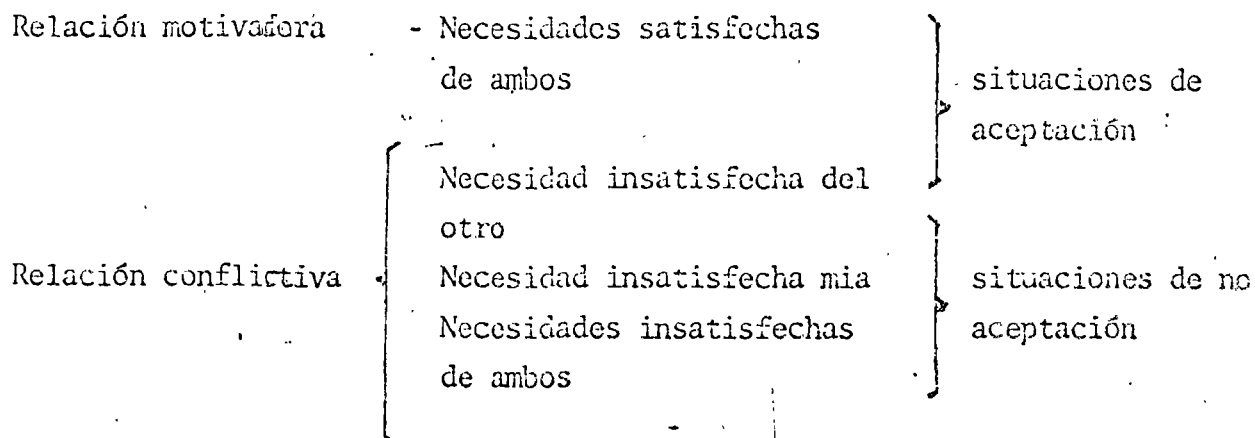 Relación motivadora - Necesidades satisfechas
de ambos
situaciones de
aceptación
Necesidad insatisfecha del
otro
Relación conflictiva
Necesidad insatisfecha mia
Necesidades insatisfechas
de ambos
situaciones de no
aceptación